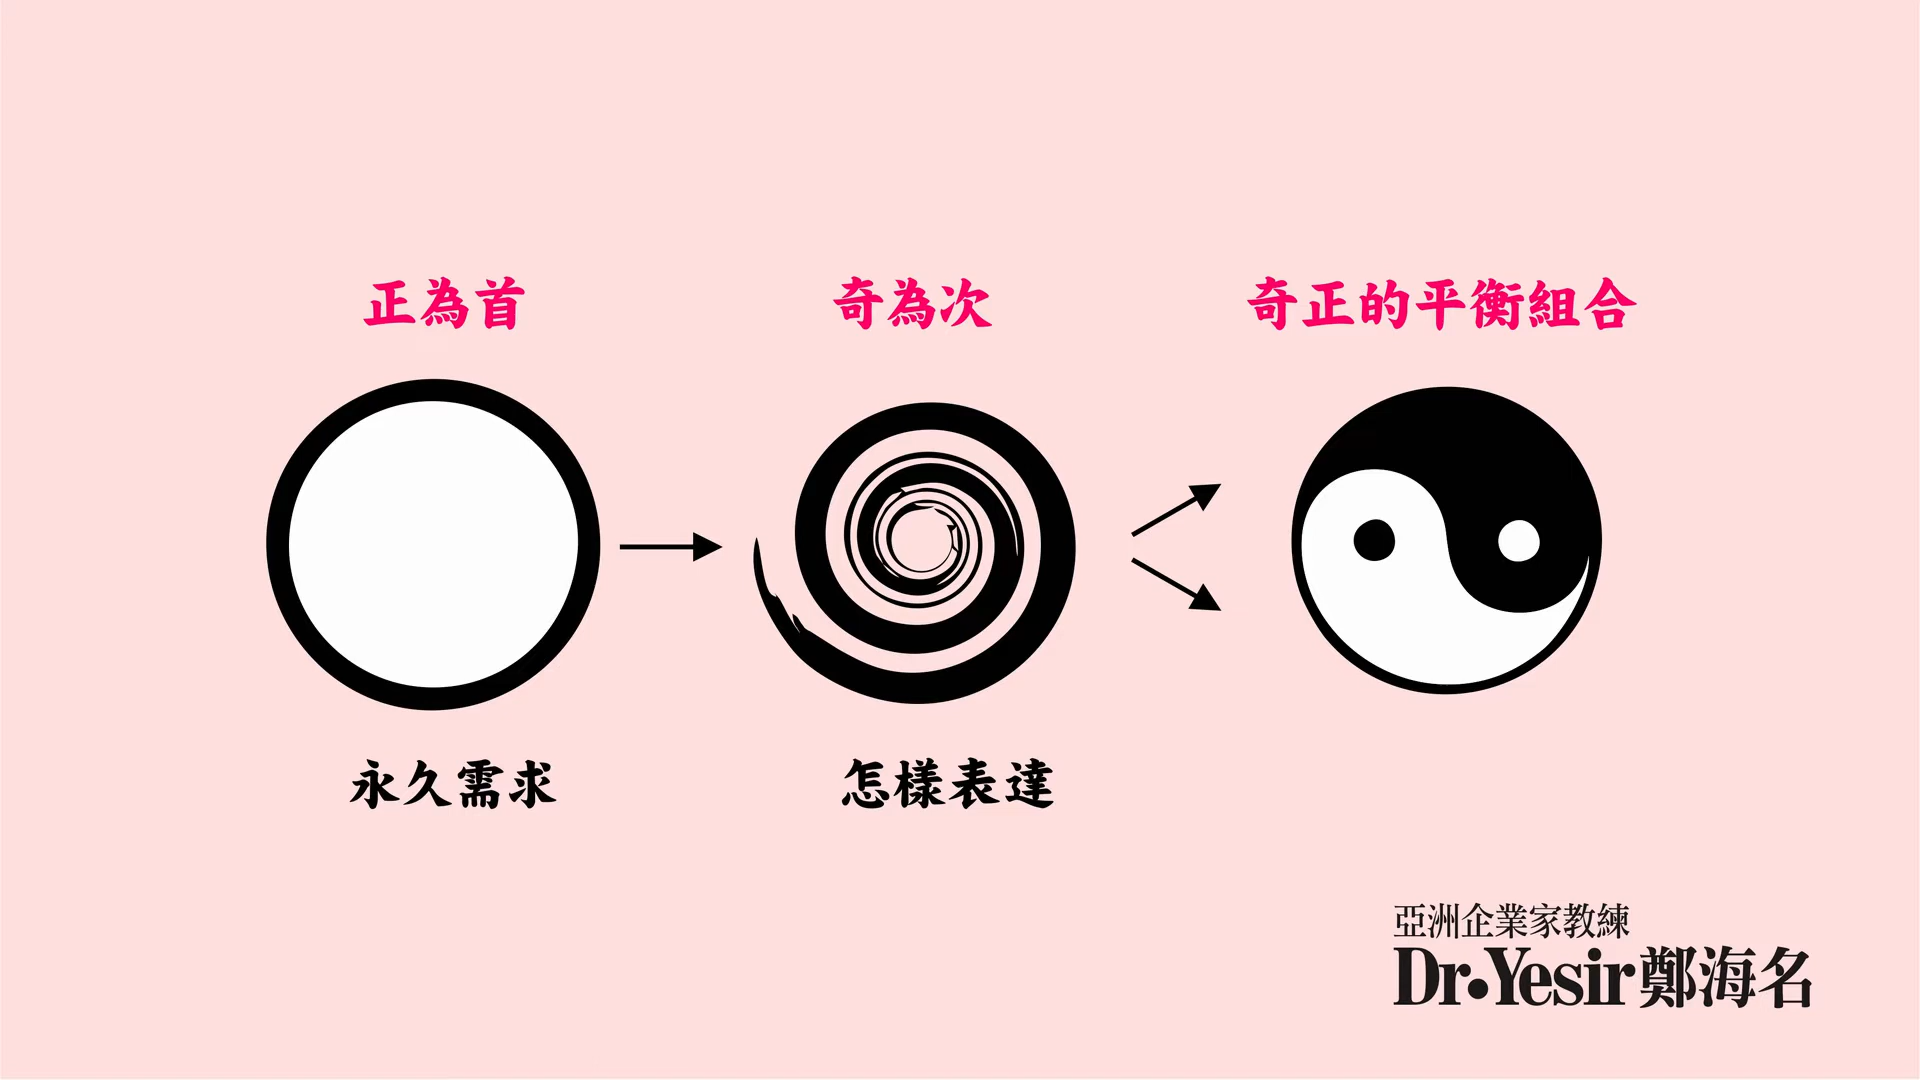 正為首
奇為次
奇正的平衡組合
永久需求
怎樣表達
亞洲企業家教練
Dr•Yesir鄭海名